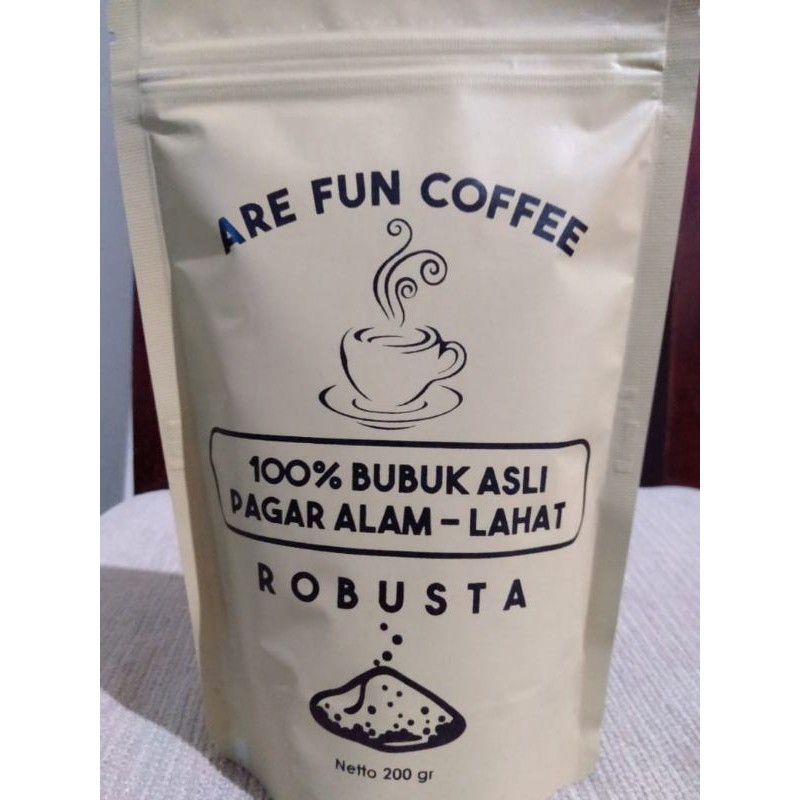 ARE FUN COFFEE
100% BUBUK ASLI
PAGAR ALAM - LAHAT
ROBUSTA
Netto 200 gr